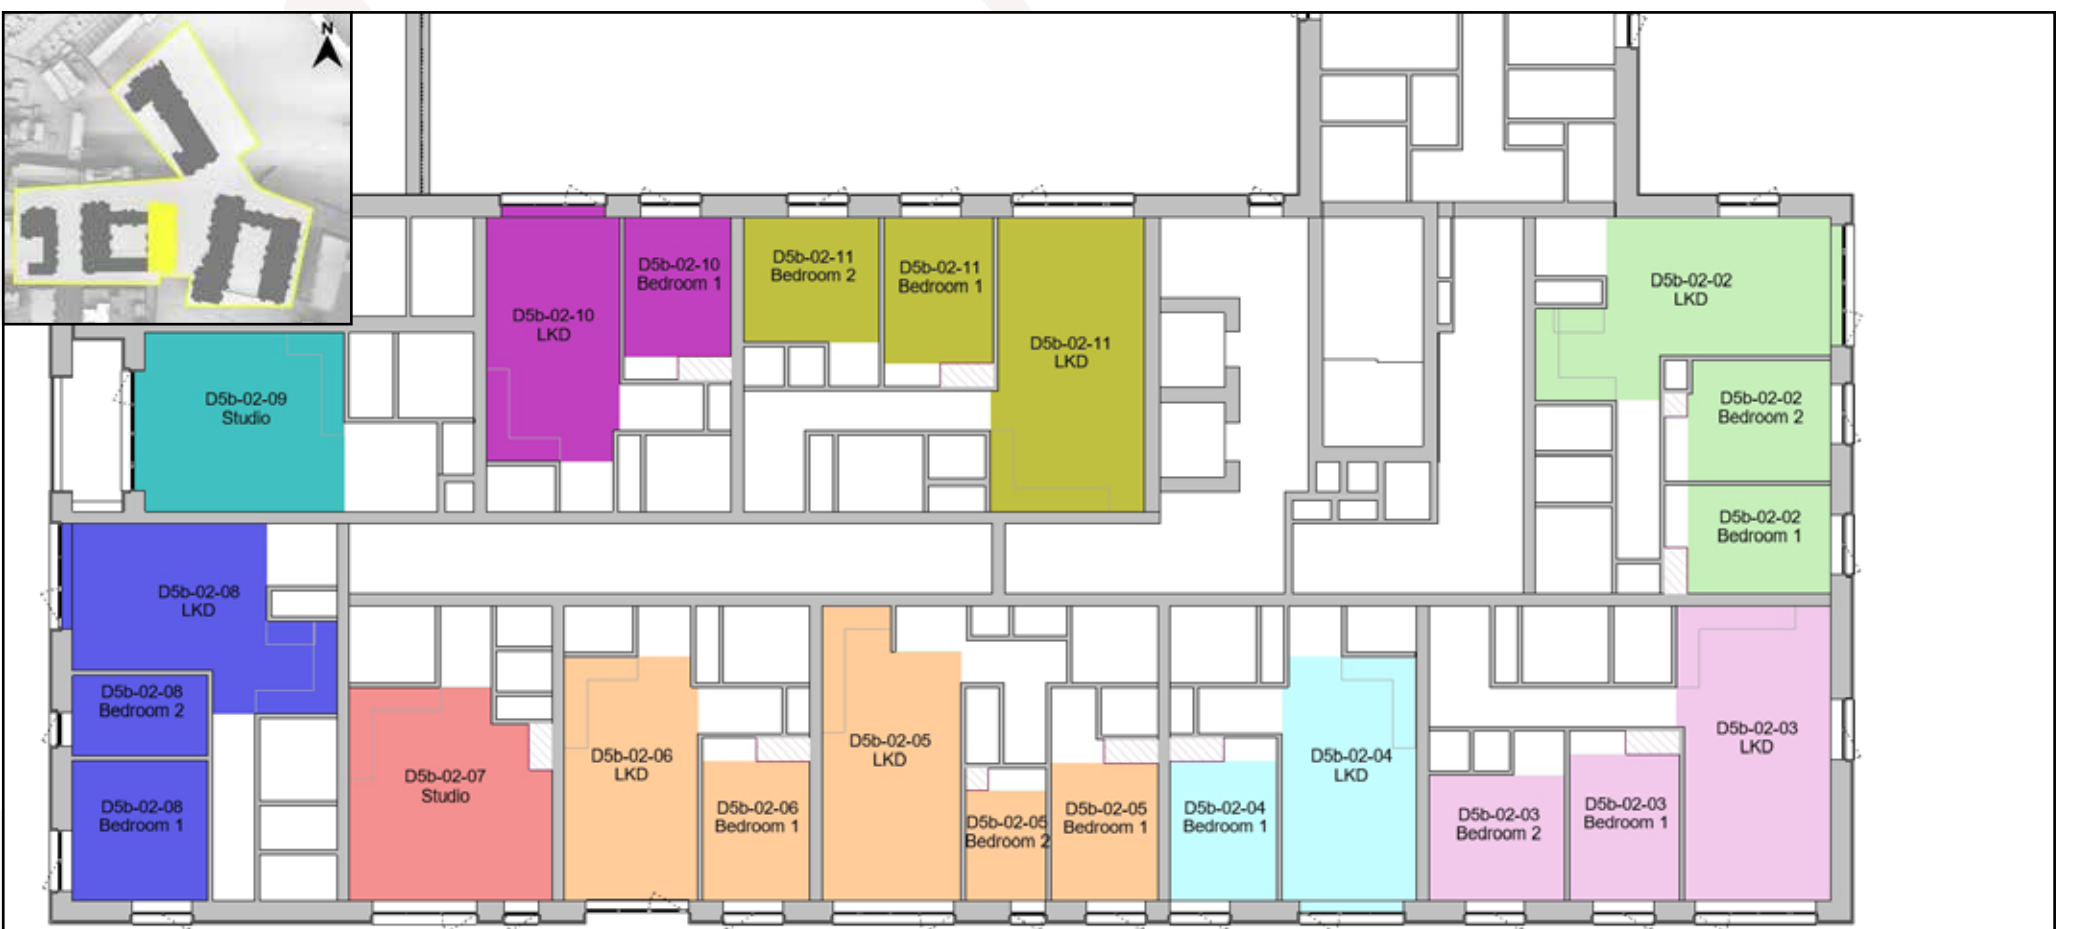 N
D5b-02-10
LKD
D5b-02-10
Bedroom 1
D5b-02-11
Bedroom 2
D5b-02-11
Bedroom 1
D5b-02-11
LKD
D5b-02-02
LKD
D5b-02-09
Studio
D5b-02-02
Bedroom 2
D5b-02-02
Bedroom 1
D5b-02-08
LKD
D5b-02-08
Bedroom 2
D5b-02-08
Bedroom 1
D5b-02-07
Studio
D5b-02-06
LKD
D5b-02-06
Bedroom 1
D5b-02-05
LKD
D5b-02-05
Bedroom 2
D5b-02-05
Bedroom 1
D5b-02-04
Bedroom 1
D5b-02-04
LKD
D5b-02-03
Bedroom 2
D5b-02-03
Bedroom 1
D5b-02-03
LKD